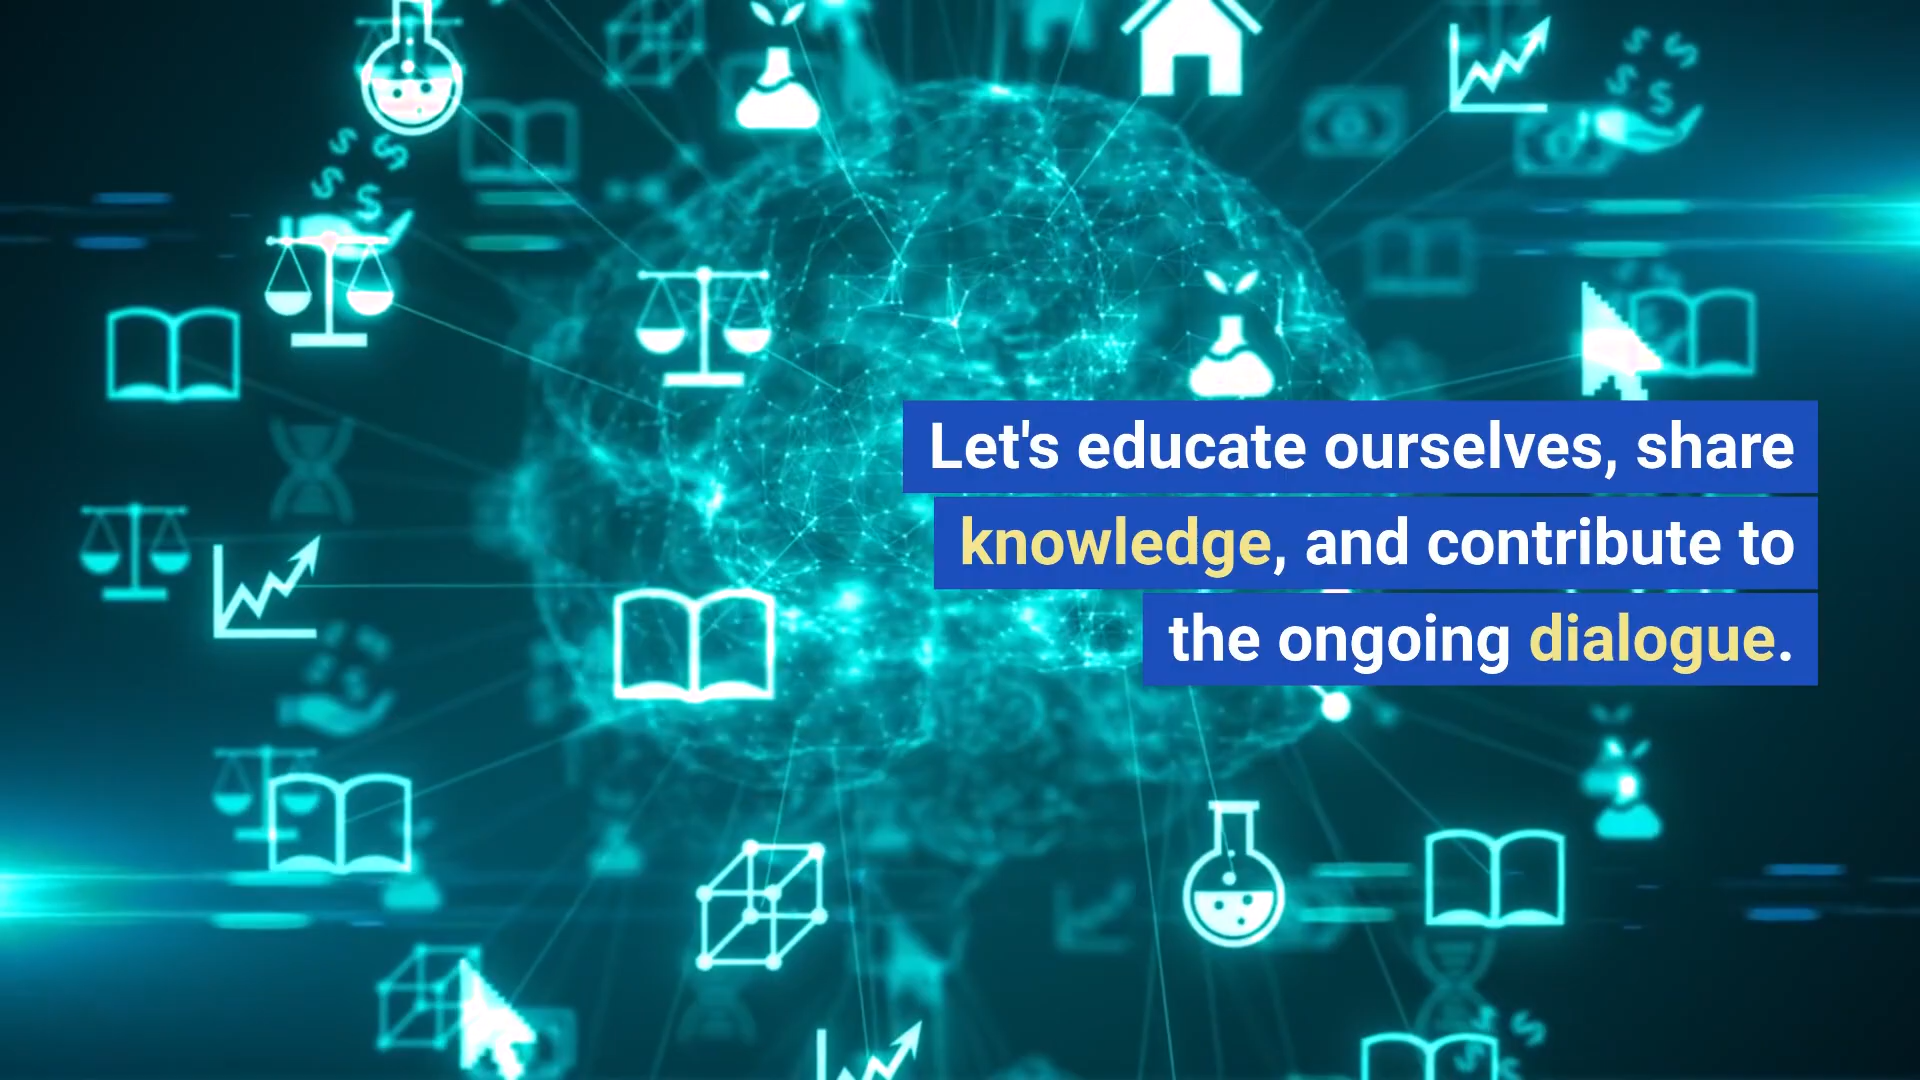 Let's educate ourselves, share
knowledge, and contribute to
the ongoing dialogue.